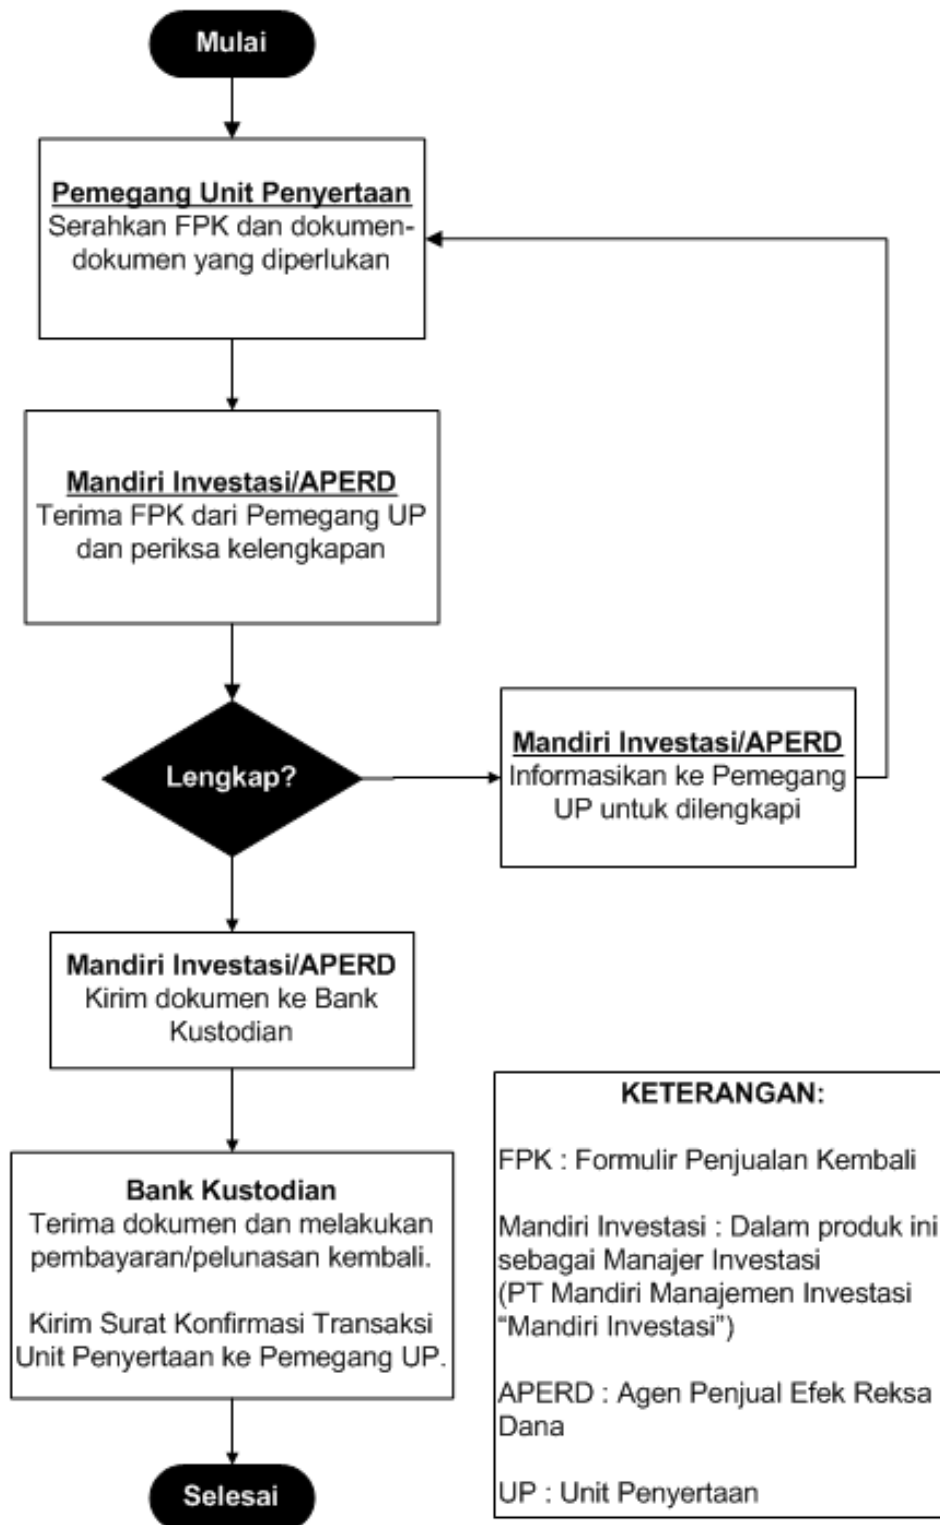 Mulai
Pemegang Unit Penyertaan
Serahkan FPK dan dokumen-
dokumen yang diperlukan
Mandiri Investasi/APERD
Terima FPK dari Pemegang UP
dan periksa kelengkapan
Lengkap?
Mandiri Investasi/APERD
Informasikan ke Pemegang
UP untuk dilengkapi
Mandiri Investasi/APERD
Kirim dokumen ke Bank
Kustodian
Bank Kustodian
Terima dokumen dan melakukan
pembayaran/pelunasan kembali.
Kirim Surat Konfirmasi Transaksi
Unit Penyertaan ke Pemegang UP.
Selesai
KETERANGAN:
FPK : Formulir Penjualan Kembali
Mandiri Investasi : Dalam produk ini
sebagai Manajer Investasi
(PT Mandiri Manajemen Investasi
“Mandiri Investasi”)
APERD : Agen Penjual Efek Reksa
Dana
UP : Unit Penyertaan